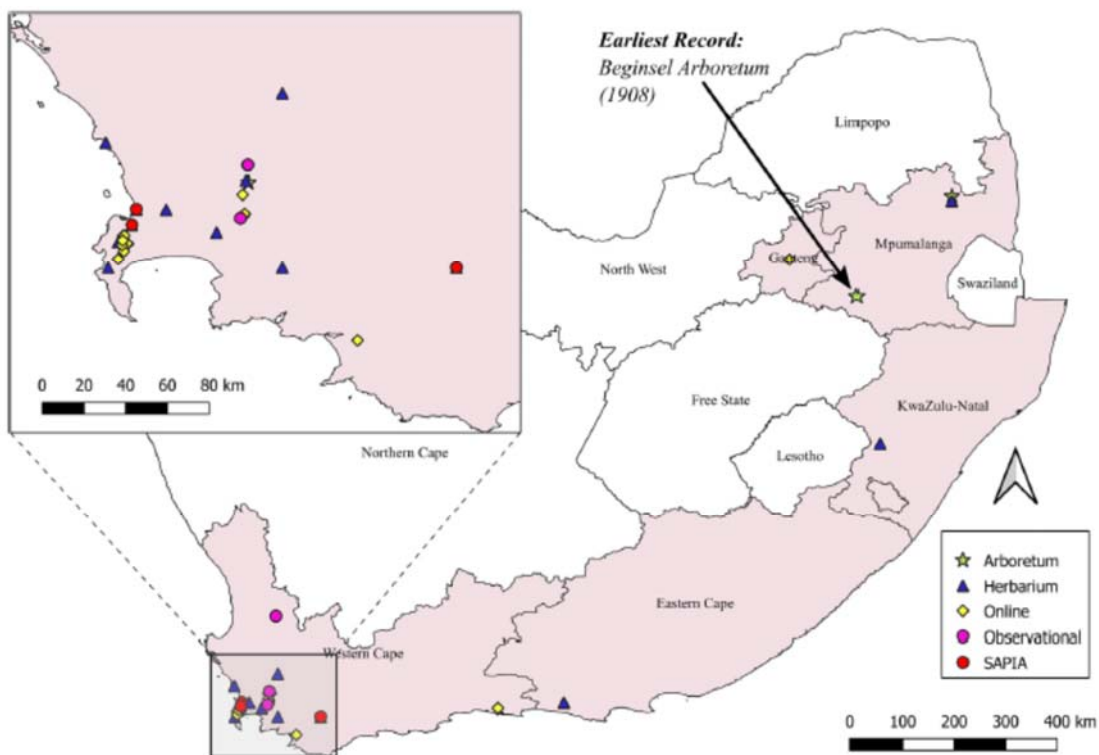 Earliest Record:
Beginsel Arboretum
(1908)
Limpopo
Mpumalanga
Gauteng
North West
Swaziland
Free State
KwaZulu-Natal
Lesotho
Northern Cape
Eastern Cape
Western Cape
0 20 40 60 80 km
Arboretum
Herbarium
Online
Observational
SAPIA
0 100 200 300 400 km